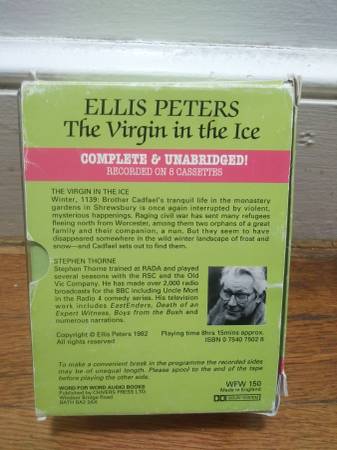 ELLIS PETERS
The Virgin in the Ice
COMPLETE & UNABRIDGED!
RECORDED ON 8 CASSETTES
THE VIRGIN IN THE ICE
Winter, 1139: Brother Cadfael's tranquil life in the monastery
gardens in Shrewsbury is once again interrupted by violent,
mysterious happenings. Raging civil war has sent many refugees
fleeing north from Worcester, among them two orphans of a great
family and their companion, a nun. But they seem to have
disappeared somewhere in the wild winter landscape of frost and
snow—and Cadfael sets out to find them.
STEPHEN THORNE
Stephen Thorne trained at RADA and played
several seasons with the RSC and the Old
Vic Company. He has made over 2,000 radio
broadcasts for the BBC including Uncle Mort
in the Radio 4 comedy series. His television
work includes EastEnders, Death of an
Expert Witness, Boys from the Bush and
numerous narrations.
Copyright © Ellis Peters 1982
All rights reserved
Playing time 8hrs 15mins approx.
ISBN 0 7540 7502 8
To make a convenient break in the programme the recorded sides
may be of unequal length. Please spool to the end of the tape
before playing the other side.
WORD FOR WORD AUDIO BOOKS
Published by CHIVERS PRESS LTD.
Windsor Bridge Road
BATH BA2 3AX
WFW 150
Made in England
DOLBY SYSTEM